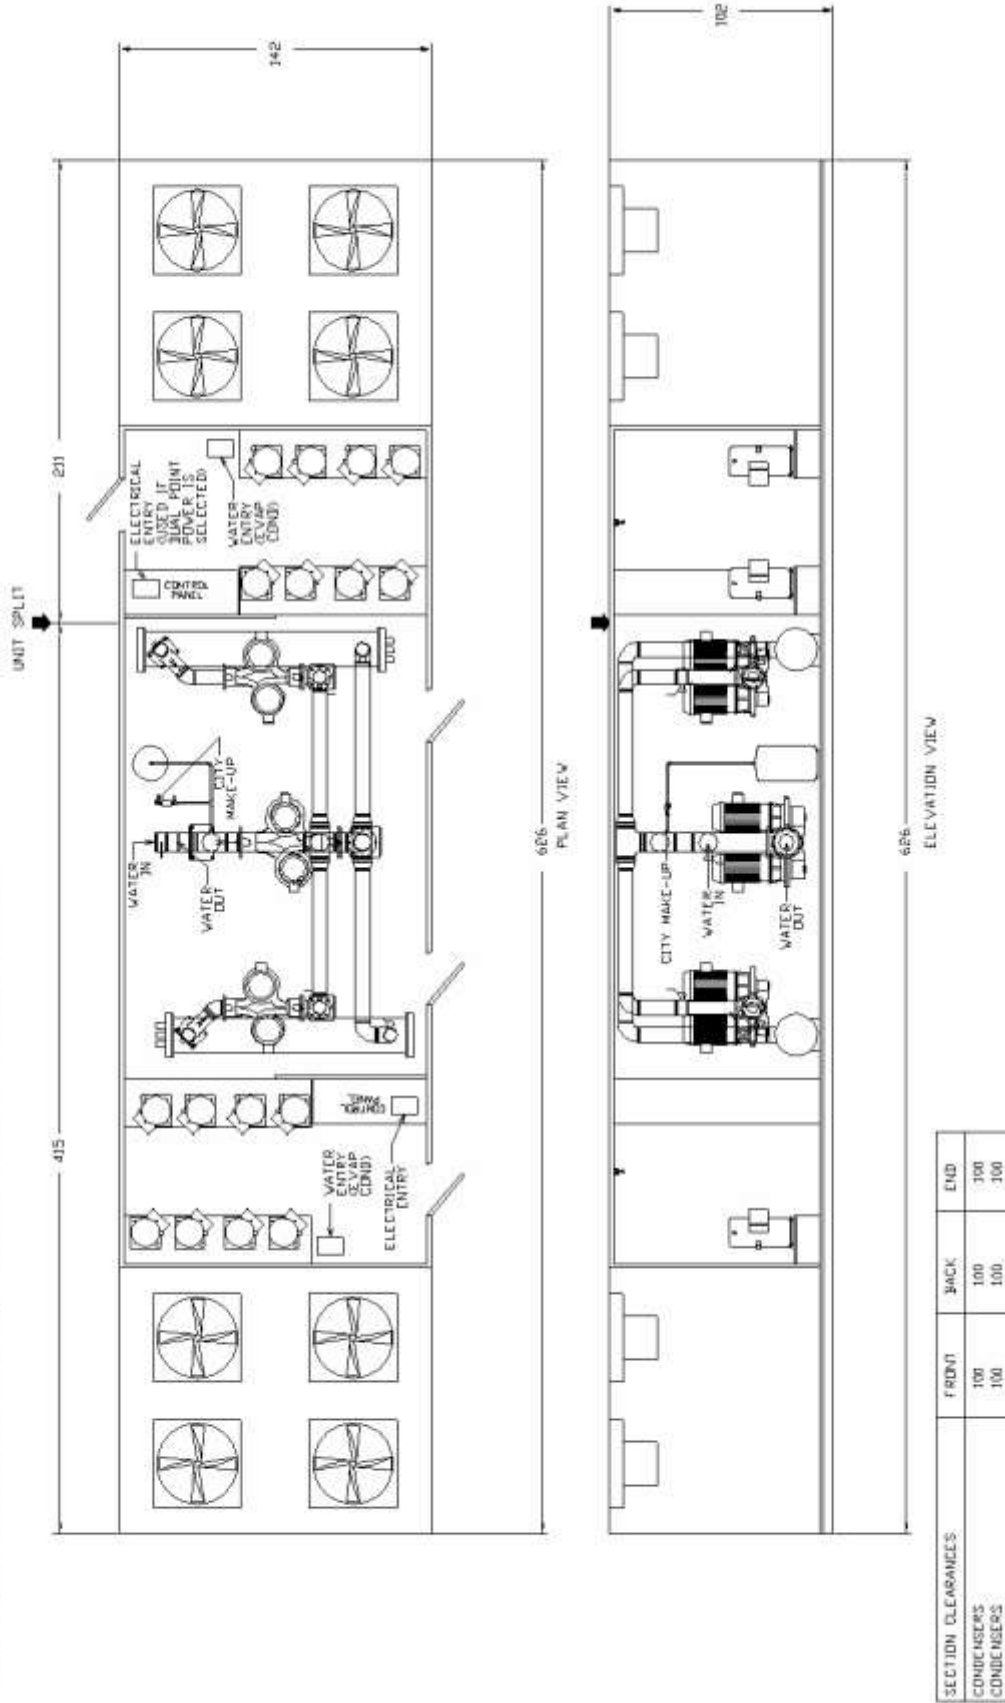 UNIT SPLIT
415
211
142
ELECTRICAL
ENTRY
(USED IF
DUAL POINT
POWER IS
SELECTED)
WATER
ENTRY
(EVAP
COND)
CONTROL
PANEL
CITY
MAKE-UP
WATER
IN
WATER
OUT
CONTROL
PANEL
WATER
ENTRY
(EVAP
COND)
ELECTRICAL
ENTRY
626
PLAN VIEW
102
CITY MAKE-UP
WATER
IN
WATER
OUT
626
ELEVATION VIEW
SECTION CLEARANCES FRONT BACK END
CONDENSERS 100 100 100
CONDENSERS 100 100 100